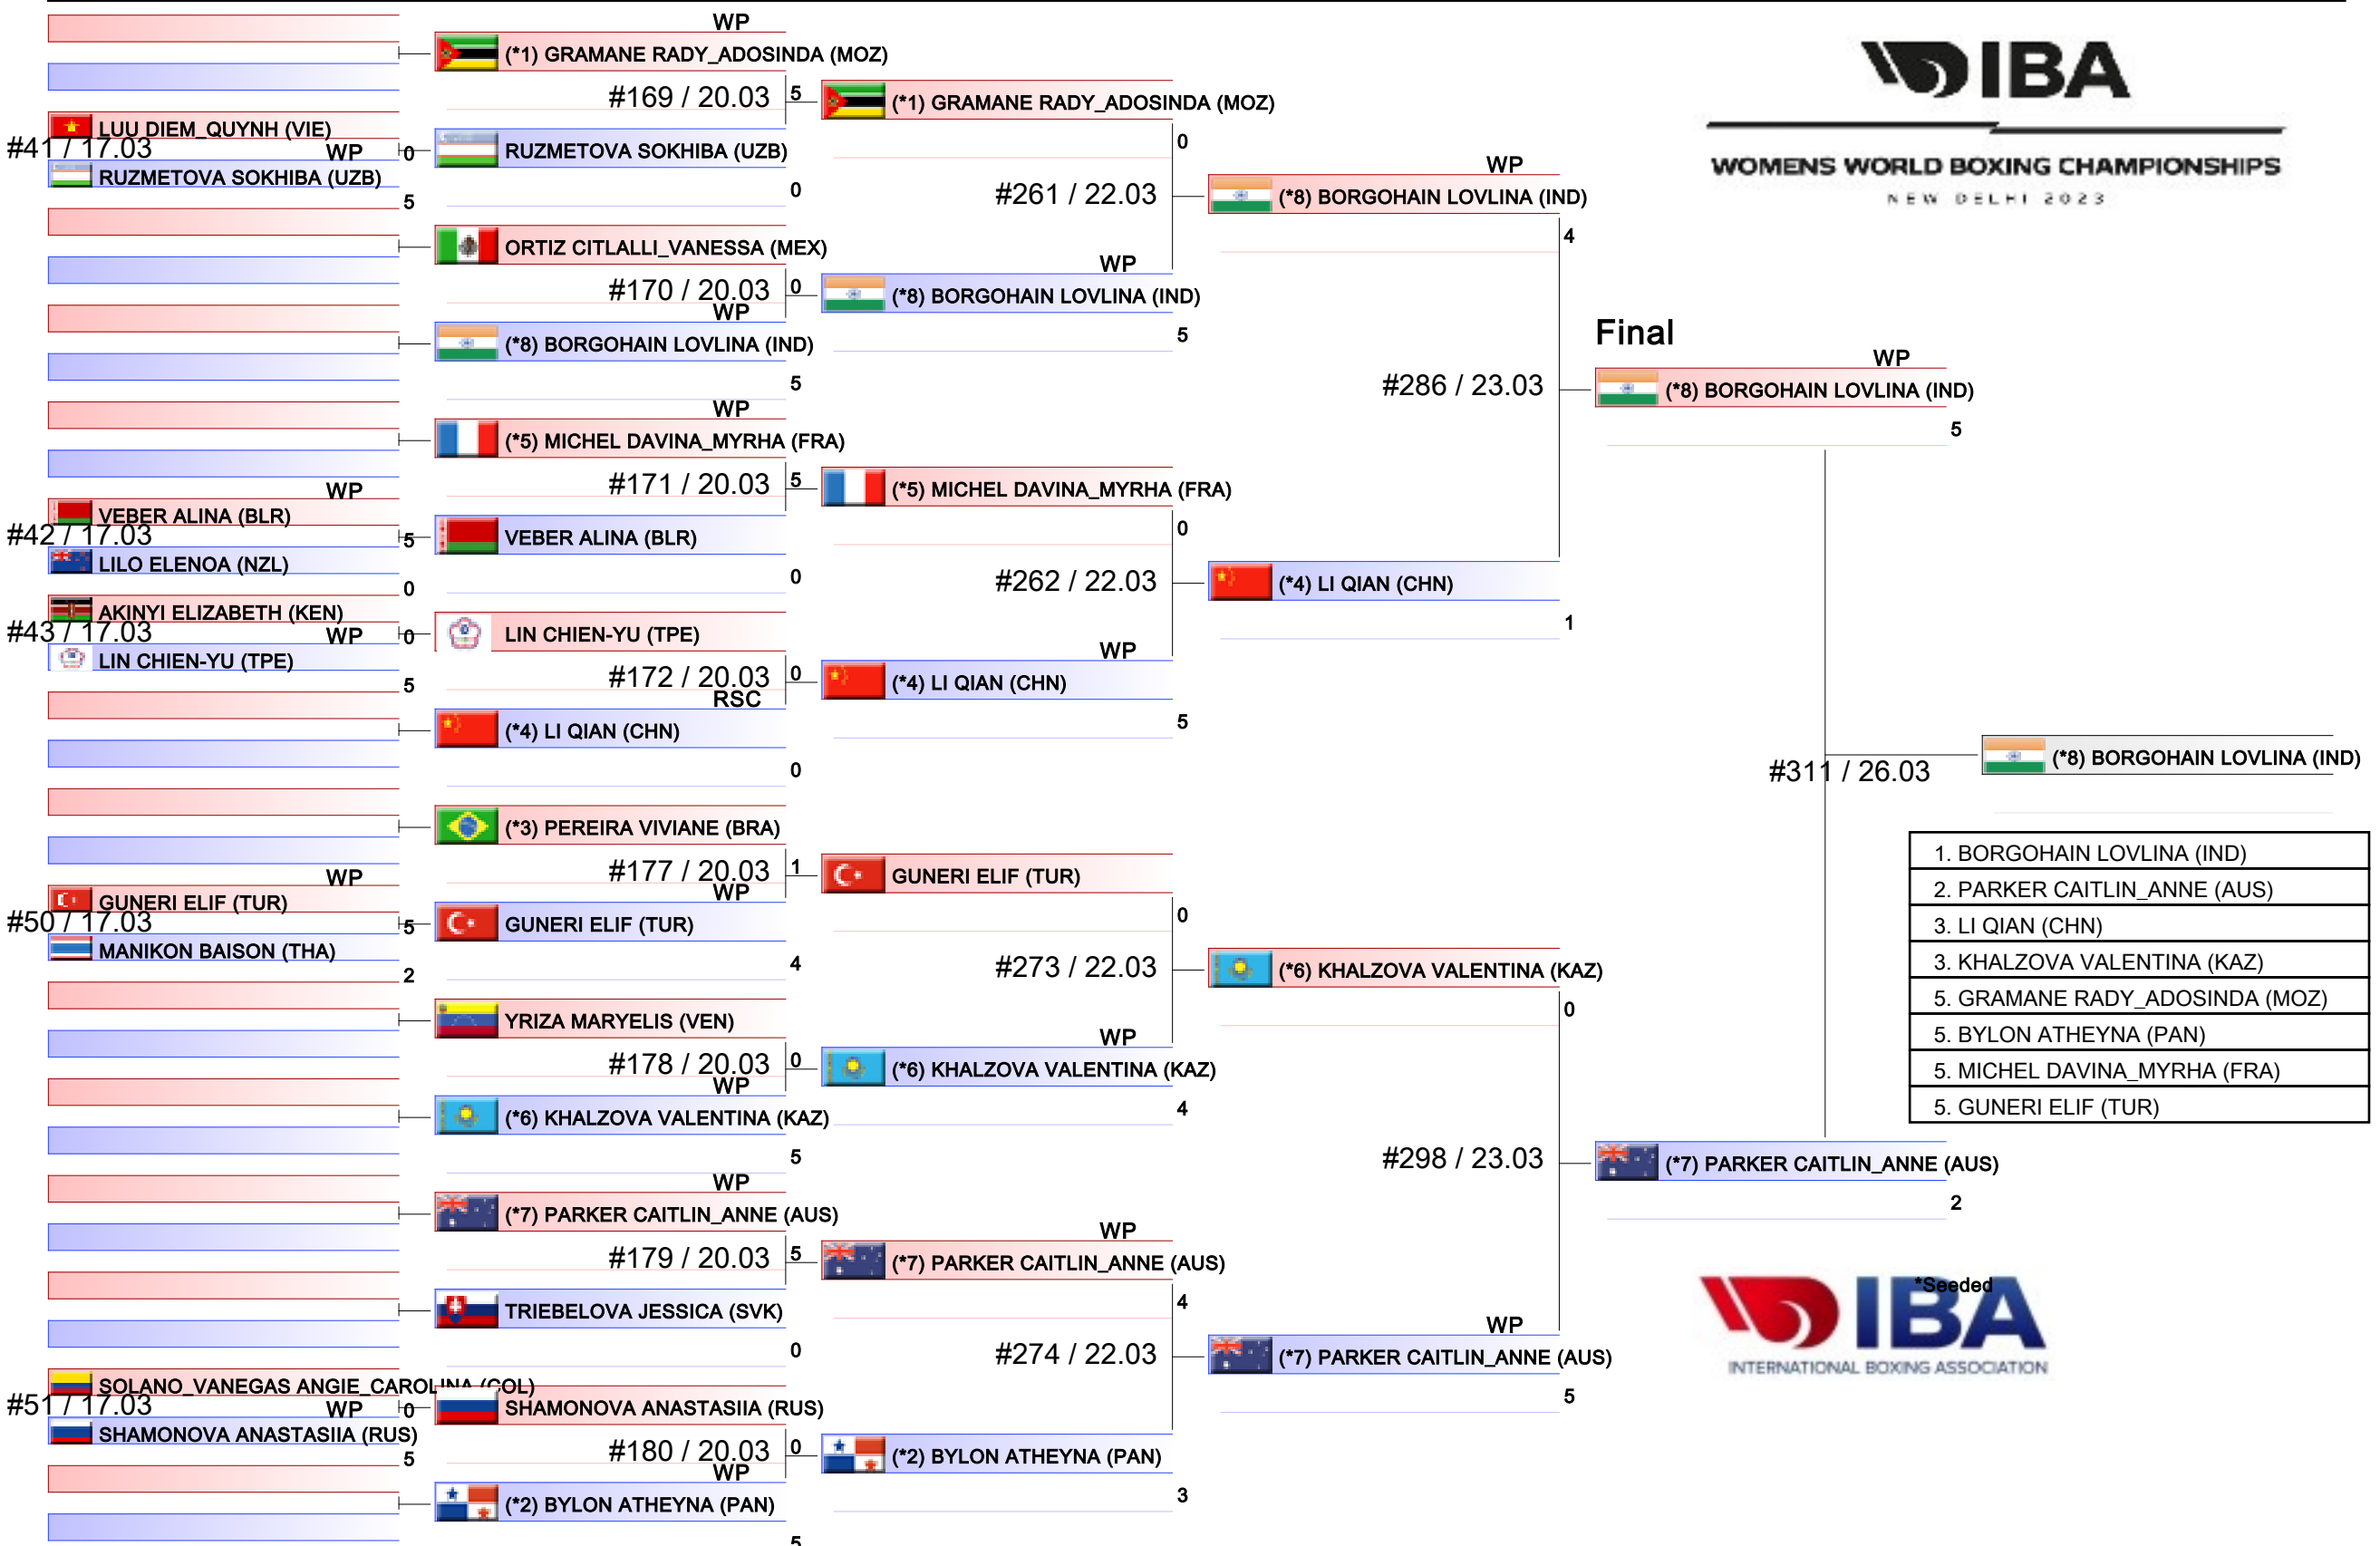 WP
(*1) GRAMANE RADY_ADOSINDA (MOZ)
#169 / 20.03
5
(*1) GRAMANE RADY_ADOSINDA (MOZ)
IBA
WOMENS WORLD BOXING CHAMPIONSHIPS
NEW DELHI 2023
LUU DIEM_QUYNH (VIE)
#41 / 17.03
WP
0
RUZMETOVA SOKHIBA (UZB)
0
RUZMETOVA SOKHIBA (UZB)
5
0
#261 / 22.03
WP
(*8) BORGOHAIN LOVLINA (IND)
4
ORTIZ CITLALLI_VANESSA (MEX)
#170 / 20.03
0
WP
(*8) BORGOHAIN LOVLINA (IND)
WP
(*8) BORGOHAIN LOVLINA (IND)
5
5
Final
WP
(*8) BORGOHAIN LOVLINA (IND)
5
#286 / 23.03
WP
(*5) MICHEL DAVINA_MYRHA (FRA)
#171 / 20.03
5
(*5) MICHEL DAVINA_MYRHA (FRA)
0
WP
VEBER ALINA (BLR)
#42 / 17.03
5
VEBER ALINA (BLR)
LILO ELENOA (NZL)
0
0
#262 / 22.03
(*4) LI QIAN (CHN)
1
AKINYI ELIZABETH (KEN)
#43 / 17.03
WP
0
LIN CHIEN-YU (TPE)
LIN CHIEN-YU (TPE)
5
#172 / 20.03
0
RSC
WP
(*4) LI QIAN (CHN)
5
(*4) LI QIAN (CHN)
0
#311 / 26.03
(*8) BORGOHAIN LOVLINA (IND)
(*3) PEREIRA VIVIANE (BRA)
#177 / 20.03
1
WP
GUNERI ELIF (TUR)
0
WP
GUNERI ELIF (TUR)
#50 / 17.03
5
GUNERI ELIF (TUR)
4
MANIKON BAISON (THA)
2
#273 / 22.03
(*6) KHALZOVA VALENTINA (KAZ)
0
1. BORGOHAIN LOVLINA (IND)
2. PARKER CAITLIN_ANNE (AUS)
3. LI QIAN (CHN)
3. KHALZOVA VALENTINA (KAZ)
5. GRAMANE RADY_ADOSINDA (MOZ)
5. BYLON ATHEYNA (PAN)
5. MICHEL DAVINA_MYRHA (FRA)
5. GUNERI ELIF (TUR)
YRIZA MARYELIS (VEN)
#178 / 20.03
0
WP
WP
(*6) KHALZOVA VALENTINA (KAZ)
4
(*6) KHALZOVA VALENTINA (KAZ)
5
#298 / 23.03
(*7) PARKER CAITLIN_ANNE (AUS)
2
WP
(*7) PARKER CAITLIN_ANNE (AUS)
#179 / 20.03
5
WP
(*7) PARKER CAITLIN_ANNE (AUS)
4
TRIEBELOVA JESSICA (SVK)
0
#274 / 22.03
WP
(*7) PARKER CAITLIN_ANNE (AUS)
5
*Seeded
IBA
INTERNATIONAL BOXING ASSOCIATION
SOLANO_VANEGAS ANGIE_CAROLINA (COL)
#51 / 17.03
WP
0
SHAMONOVA ANASTASIIA (RUS)
SHAMONOVA ANASTASIIA (RUS)
5
#180 / 20.03
0
WP
(*2) BYLON ATHEYNA (PAN)
3
(*2) BYLON ATHEYNA (PAN)
5